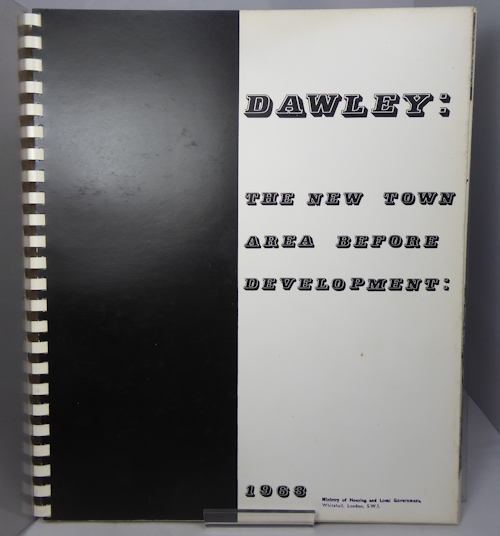 DAWLEY:
THE NEW TOWN
AREA BEFORE
DEVELOPMENT:
1963
Ministry of Housing and Local Government,
Whitehall, London, S.W.1.